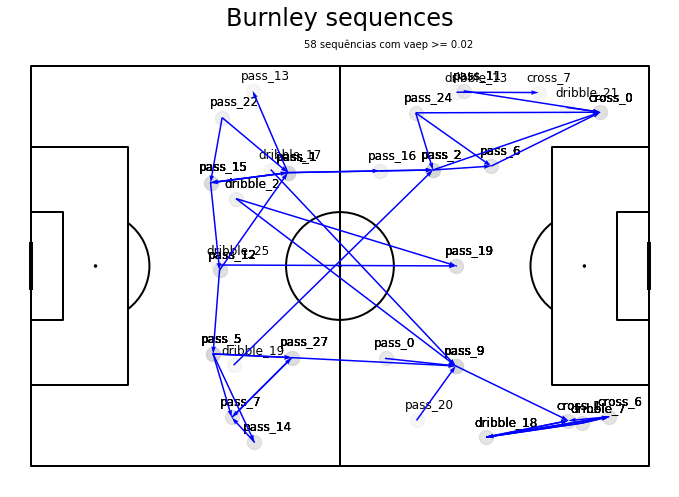 Burnley sequences
58 sequências com vaep >= 0.02
pass_13
pass_11
dribble_13
cross_7
dribble_21
pass_22
pass_24
cross_0
dribble_17
pass_1
pass_16
pass_2
pass_6
pass_15
dribble_2
dribble_25
pass_12
pass_19
pass_5
dribble_19
pass_27
pass_0
pass_9
pass_7
pass_20
cross_6
dribble_7
pass_14
dribble_18